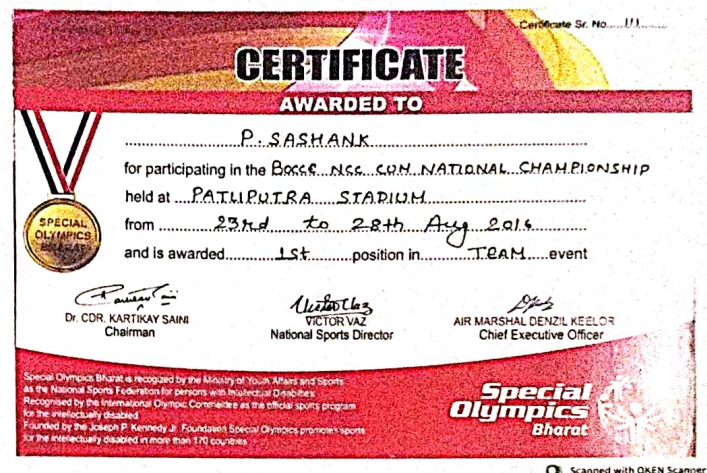 Certificate Sr. No....111.........
CERTIFICATE
AWARDED TO
P. SASHANK
for participating in the BOCCE NCC CUM NATIONAL CHAMPIONSHIP
held at PATLIPUTRA STADIUM
from 23rd to 28th Aug 2016
and is awarded 1st position in TEAM event
SPECIAL
OLYMPICS
BHARAT
Dr. CDR. KARTIKAY SAINI
Chairman
VICTOR VAZ
National Sports Director
AIR MARSHAL DENZIL KEELOR
Chief Executive Officer
Special Olympics Bharat is recognized by the Ministry of Youth Affairs and Sports
as the National Sports Federation for persons with Intellectual Disabilities
Recognised by the International Olympic Committee as the official sports program
for the intellectually disabled
Founded by the Joseph P. Kennedy Jr. Foundation Special Olympics promotes sports
for the intellectually disabled in more than 170 countries
Special
Olympics
Bharat
Scanned with OKEN Scanner